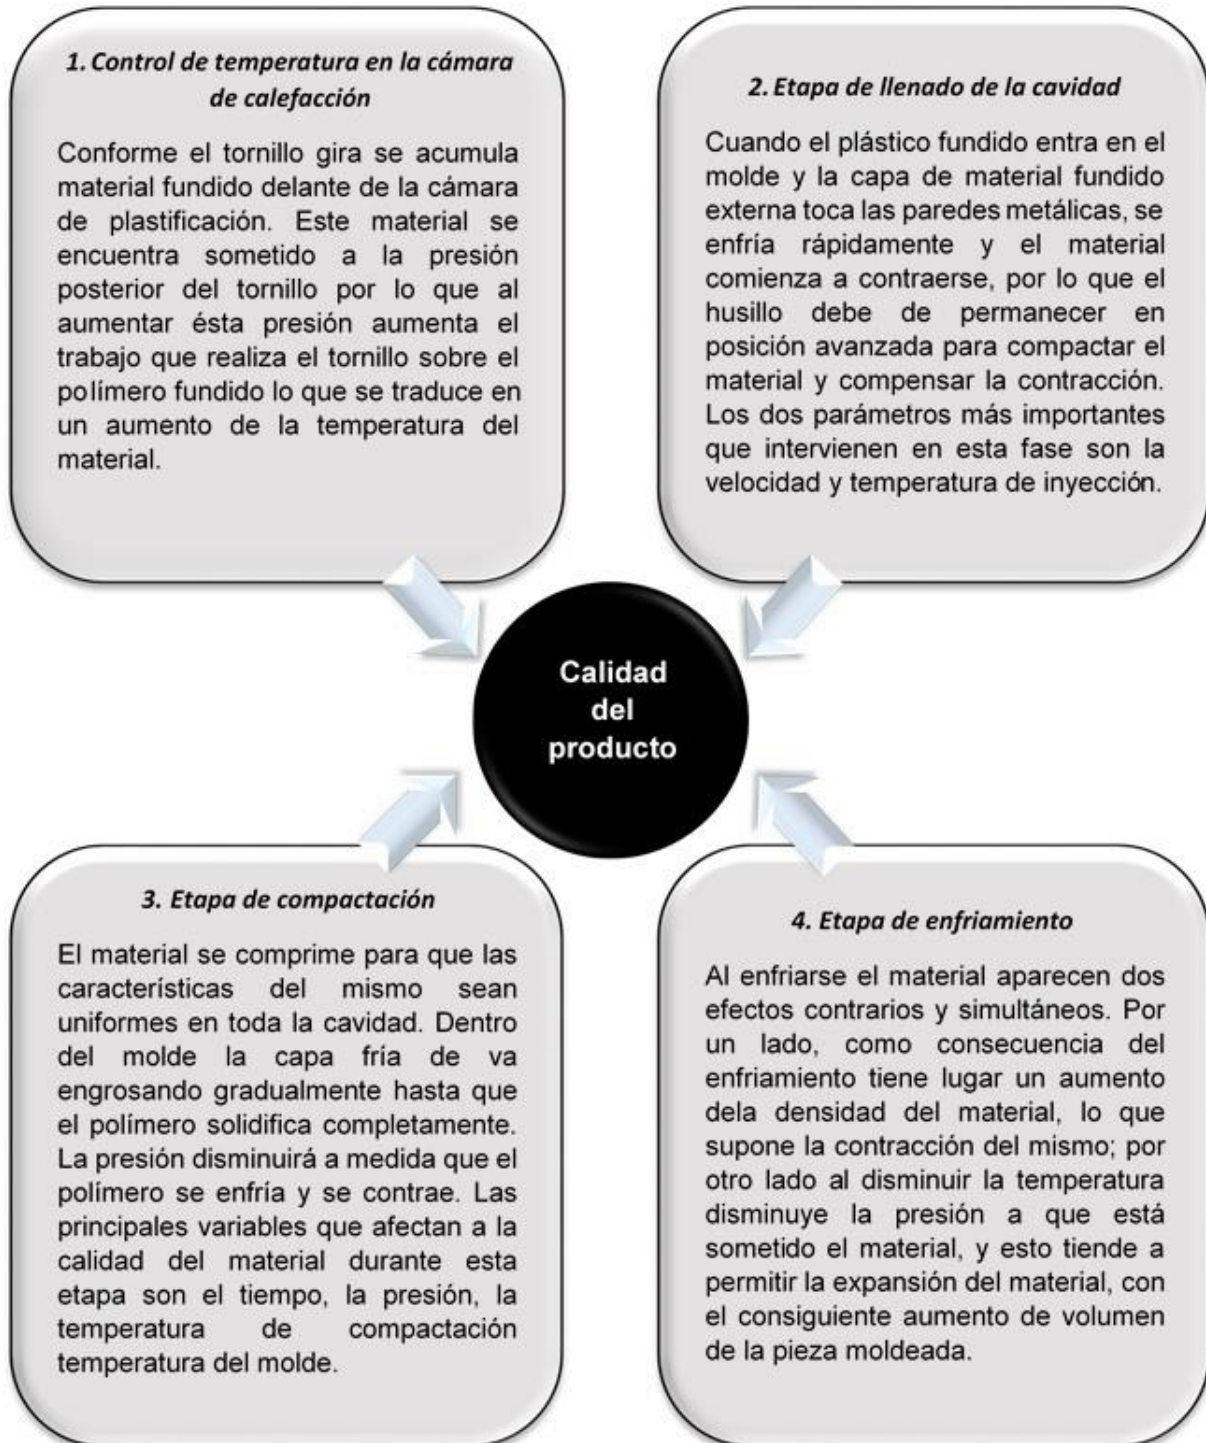 1. Control de temperatura en la cámara
de calefacción
Conforme el tornillo gira se acumula
material fundido delante de la cámara
de plastificación. Este material se
encuentra sometido a la presión
posterior del tornillo por lo que al
aumentar ésta presión aumenta el
trabajo que realiza el tornillo sobre el
polímero fundido lo que se traduce en
un aumento de la temperatura del
material.
2. Etapa de llenado de la cavidad
Cuando el plástico fundido entra en el
molde y la capa de material fundido
externa toca las paredes metálicas, se
enfría rápidamente y el material
comienza a contraerse, por lo que el
husillo debe de permanecer en
posición avanzada para compactar el
material y compensar la contracción.
Los dos parámetros más importantes
que intervienen en esta fase son la
velocidad y temperatura de inyección.
Calidad
del
producto
3. Etapa de compactación
El material se comprime para que las
características del mismo sean
uniformes en toda la cavidad. Dentro
del molde la capa fría de va
engrosando gradualmente hasta que
el polímero solidifica completamente.
La presión disminuirá a medida que el
polímero se enfría y se contrae. Las
principales variables que afectan a la
calidad del material durante esta
etapa son el tiempo, la presión, la
temperatura de compactación
temperatura del molde.
4. Etapa de enfriamiento
Al enfriarse el material aparecen dos
efectos contrarios y simultáneos. Por
un lado, como consecuencia del
enfriamiento tiene lugar un aumento
dela densidad del material, lo que
supone la contracción del mismo; por
otro lado al disminuir la temperatura
disminuye la presión a que está
sometido el material, y esto tiende a
permitir la expansión del material, con
el consiguiente aumento de volumen
de la pieza moldeada.